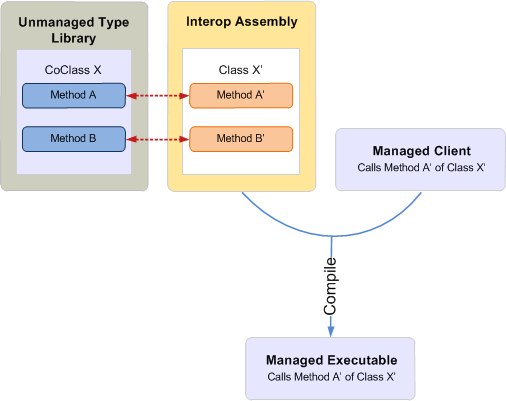 Unmanaged Type
Library
CoClass X
Method A
Method B
Interop Assembly
Class X'
Method A'
Method B'
Managed Client
Calls Method A' of Class X'
Compile
Managed Executable
Calls Method A' of Class X'